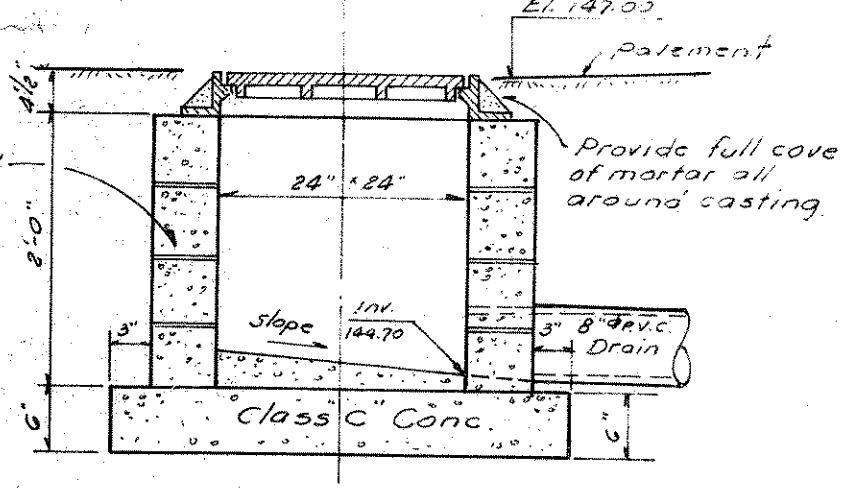 El. 147.00
Pavement
4½"
Provide full cove
of mortar all
around casting.
24" × 24"
2'-0"
Slope
Inv.
144.70
3"
3"
8"φ P.V.C.
Drain
6"
Class "C" Conc.
6"